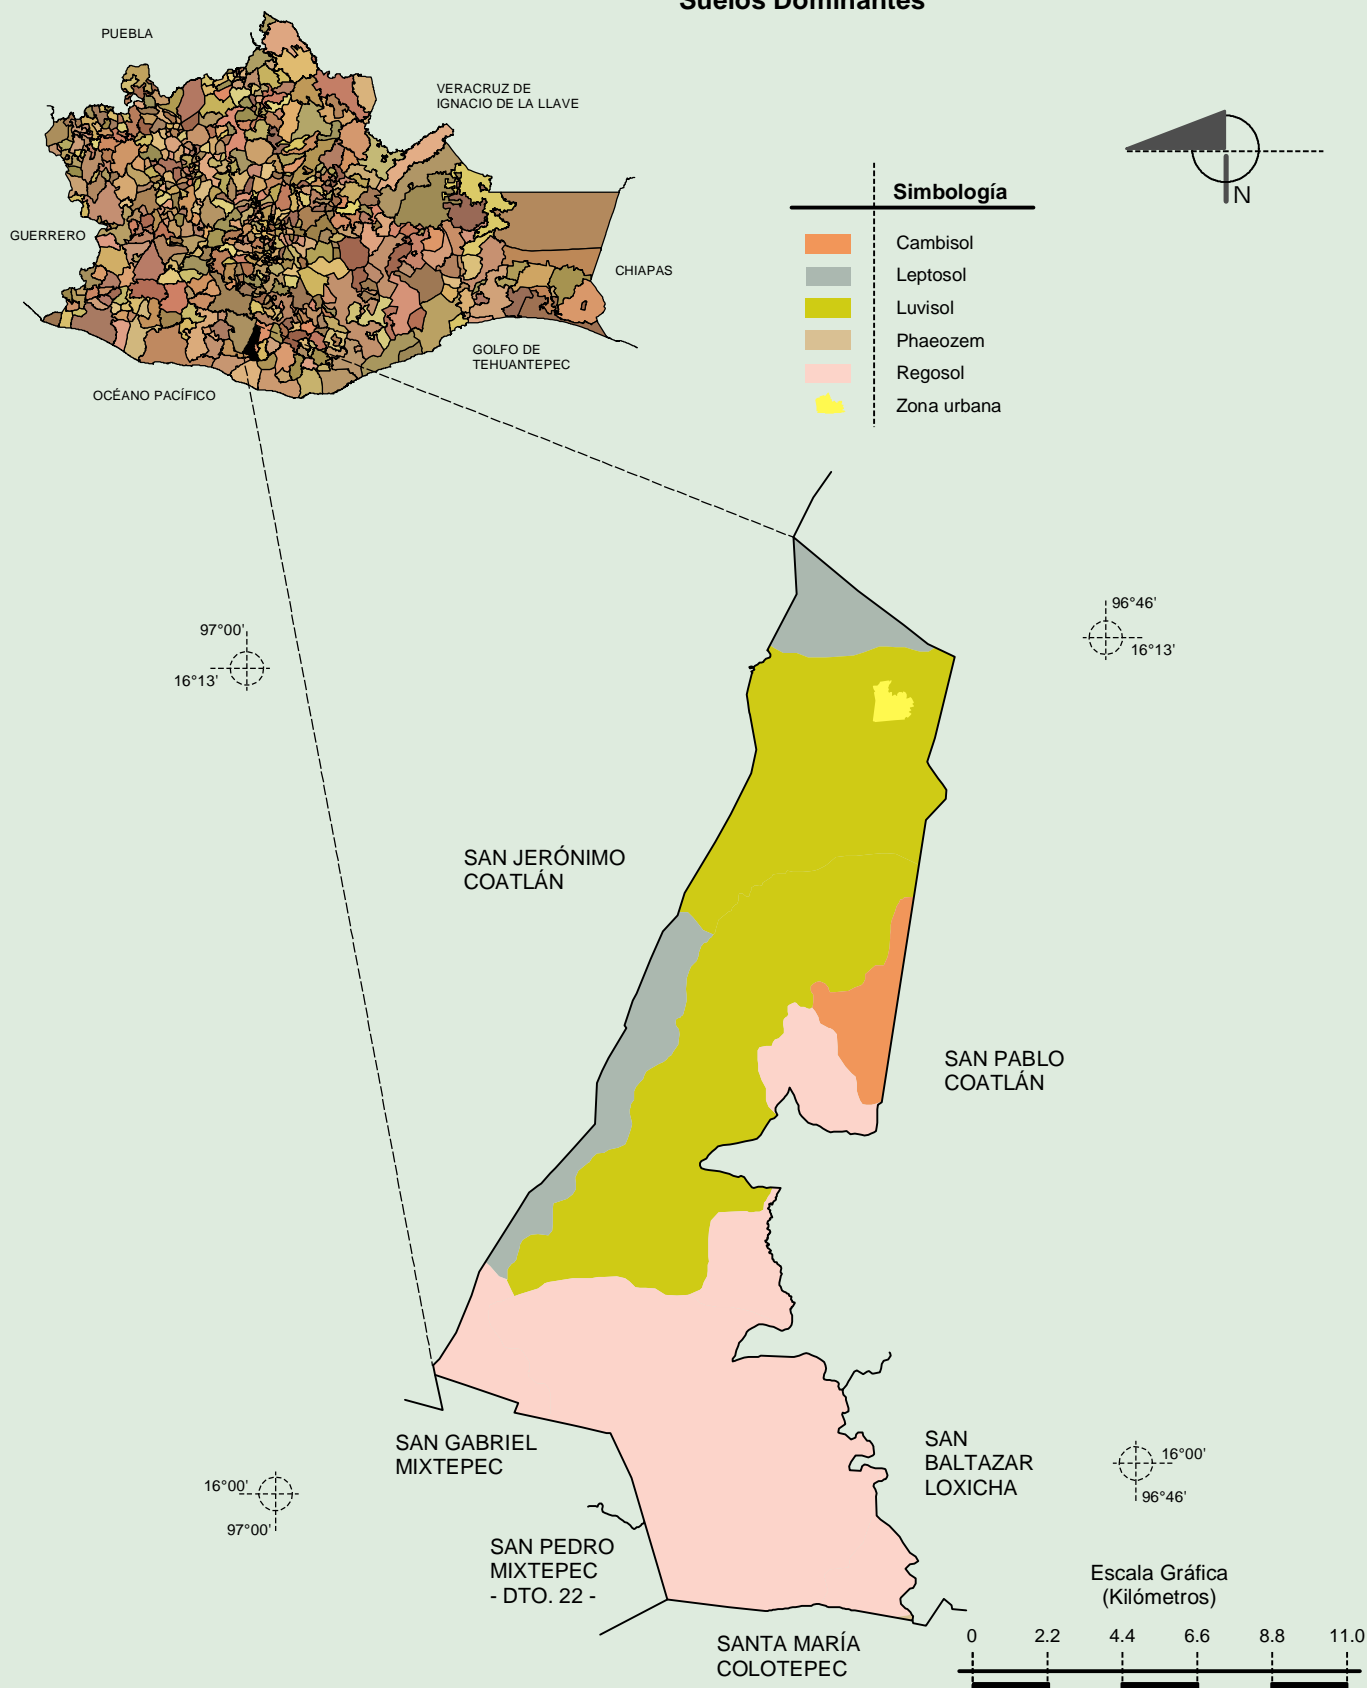 Suelos Dominantes
PUEBLA
VERACRUZ DE
IGNACIO DE LA LLAVE
GUERRERO
CHIAPAS
GOLFO DE
TEHUANTEPEC
OCÉANO PACÍFICO
N
Simbología
Cambisol
Leptosol
Luvisol
Phaeozem
Regosol
Zona urbana
97°00'
16°13'
96°46'
16°13'
SAN JERÓNIMO
COATLÁN
SAN PABLO
COATLÁN
SAN GABRIEL
MIXTEPEC
SAN
BALTAZAR
LOXICHA
16°00'
96°46'
16°00'
97°00'
SAN PEDRO
MIXTEPEC
- DTO. 22 -
SANTA MARÍA
COLOTEPEC
Escala Gráfica
(Kilómetros)
0 2.2 4.4 6.6 8.8 11.0